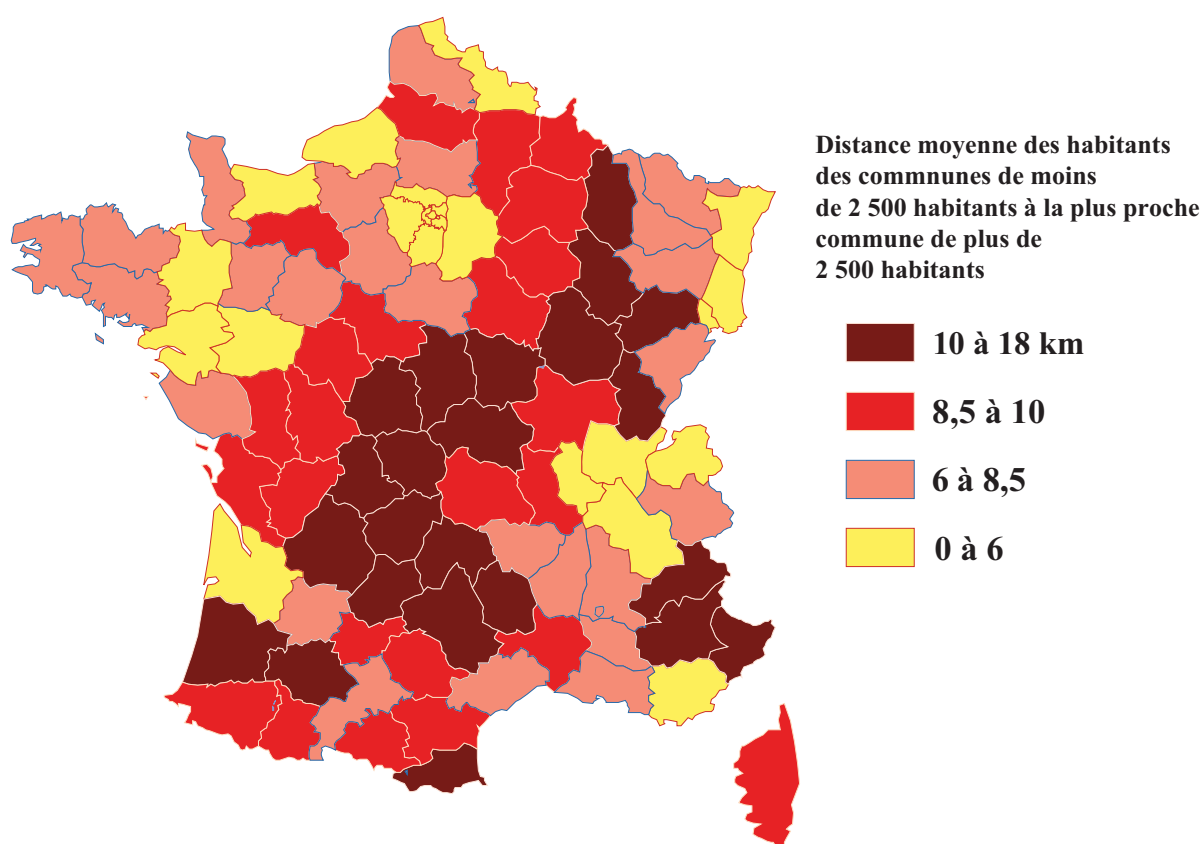 Distance moyenne des habitants
des commnunes de moins
de 2 500 habitants à la plus proche
commune de plus de
2 500 habitants
10 à 18 km
8,5 à 10
6 à 8,5
0 à 6